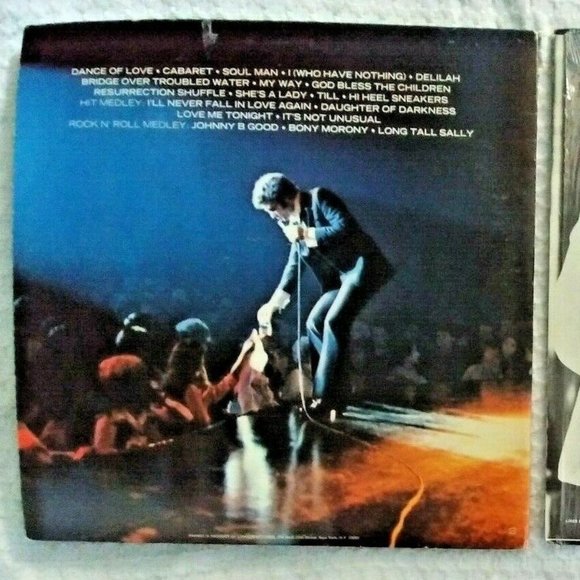 DANCE OF LOVE • CABARET • SOUL MAN • I (WHO HAVE NOTHING) • DELILAH
BRIDGE OVER TROUBLED WATER • MY WAY • GOD BLESS THE CHILDREN
RESURRECTION SHUFFLE • SHE'S A LADY • TILL • HI HEEL SNEAKERS
HIT MEDLEY: I'LL NEVER FALL IN LOVE AGAIN • DAUGHTER OF DARKNESS
LOVE ME TONIGHT • IT'S NOT UNUSUAL
ROCK N' ROLL MEDLEY: JOHNNY B GOOD • BONY MORONY • LONG TALL SALLY
New York, N.Y.